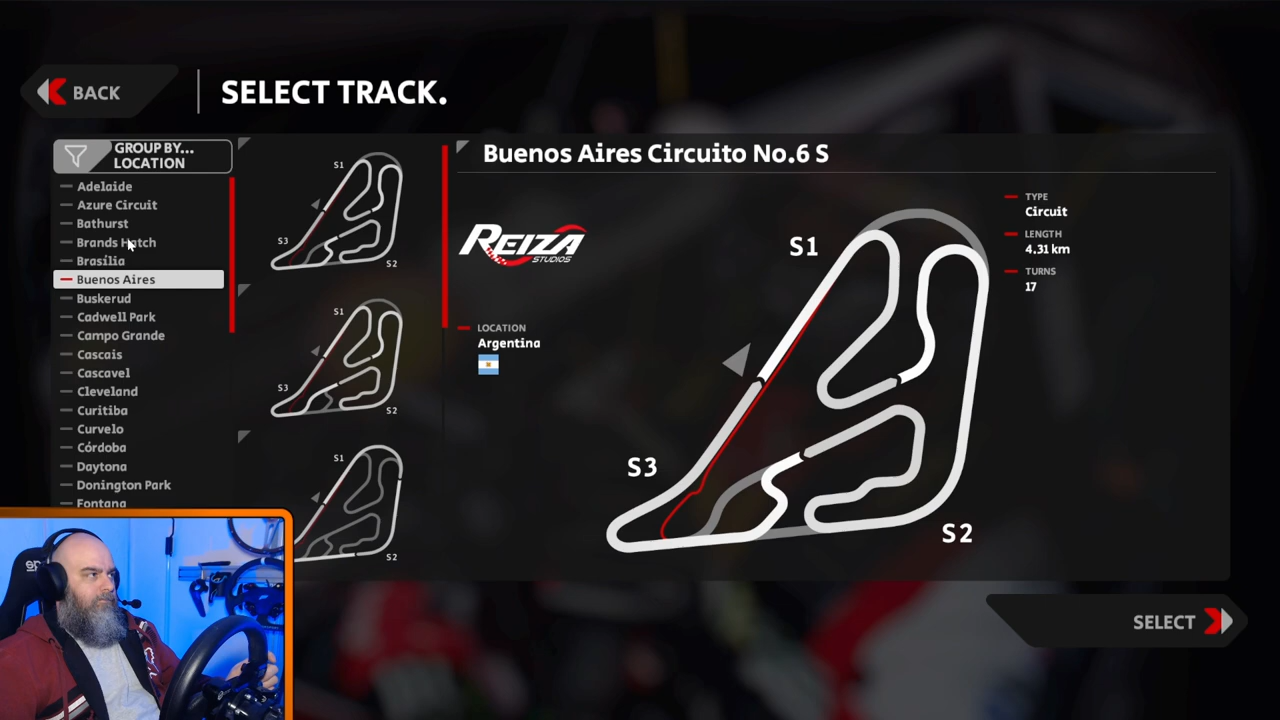 BACK
SELECT TRACK.
GROUP BY...
LOCATION
Adelaide
Azure Circuit
Bathurst
Brands Hatch
Brasilia
Buenos Aires
Buskerud
Cadwell Park
Campo Grande
Cascais
Cascavel
Cleveland
Curitiba
Curvelo
Córdoba
Daytona
Donington Park
Fontana
S1
S3
S2
S1
S3
S2
S1
S2
Buenos Aires Circuito No.6 S
REIZA
STUDIOS
LOCATION
Argentina
S1
S3
S2
TYPE
Circuit
LENGTH
4.31 km
TURNS
17
SELECT